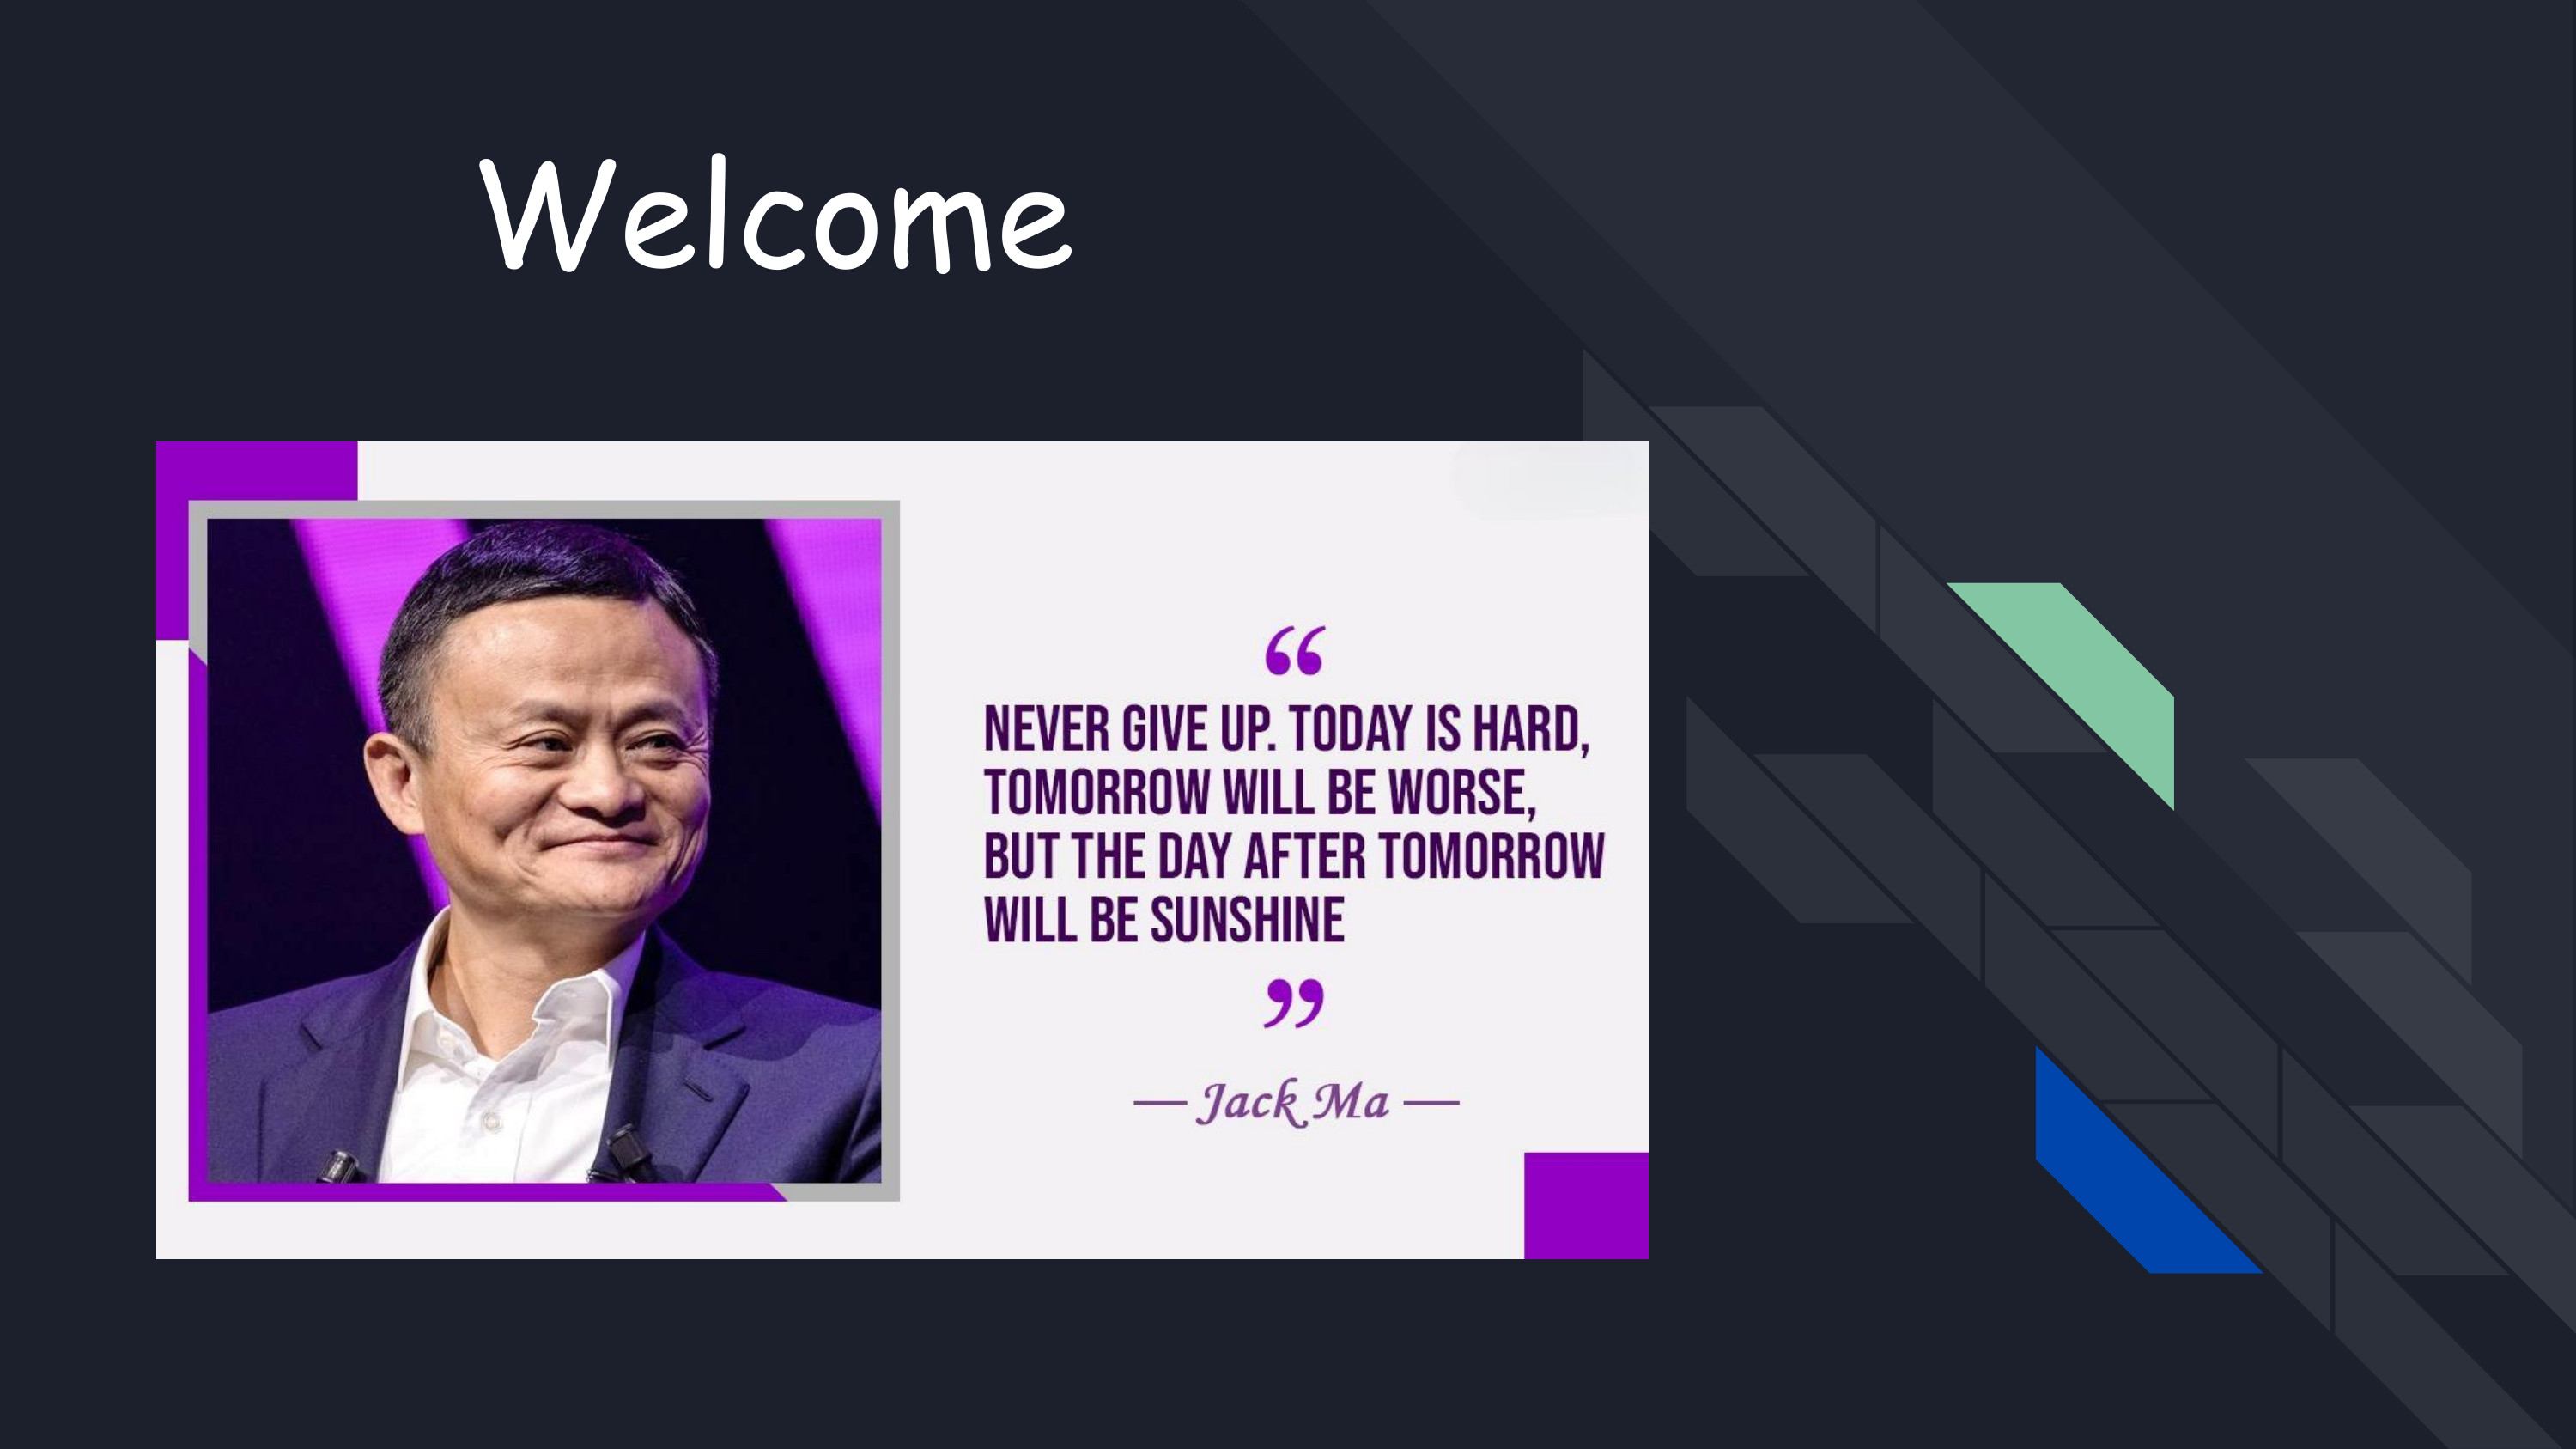 Welcome
“
NEVER GIVE UP. TODAY IS HARD,
TOMORROW WILL BE WORSE,
BUT THE DAY AFTER TOMORROW
WILL BE SUNSHINE
”
— Jack Ma —